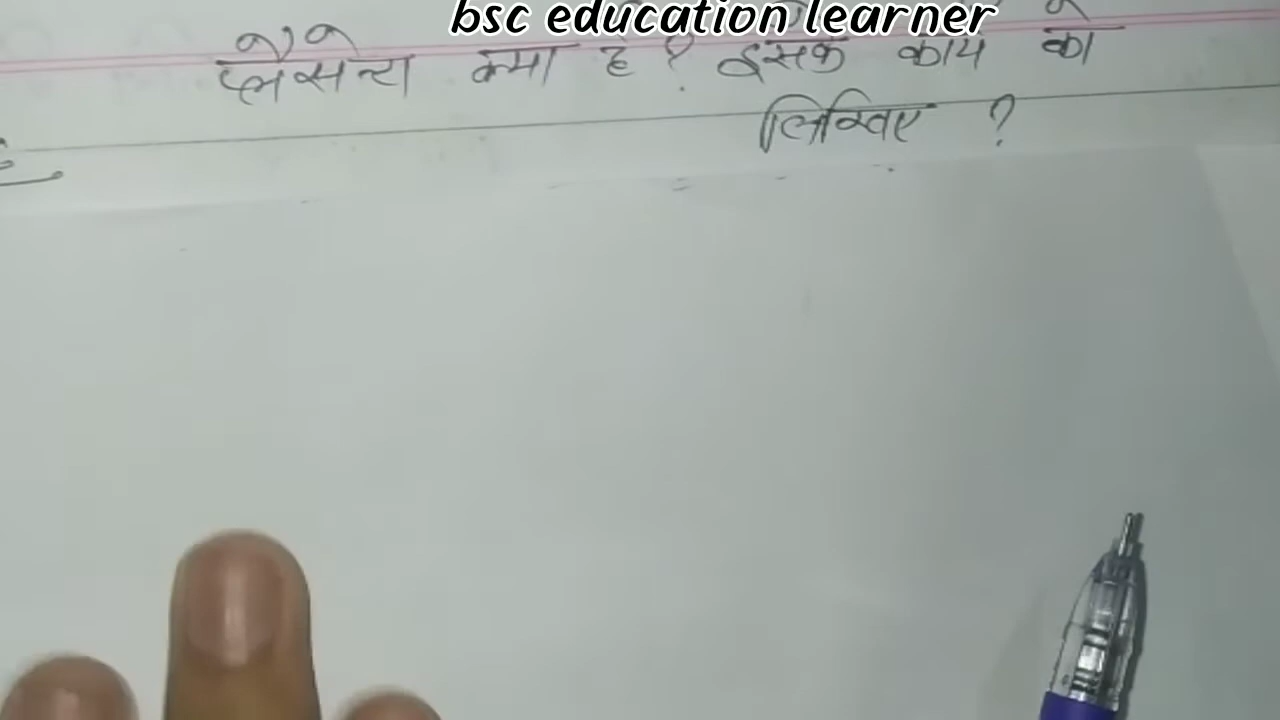 bsc education learner
प्लैसेन्टा क्या है? इसके कार्य को
लिखिए ?